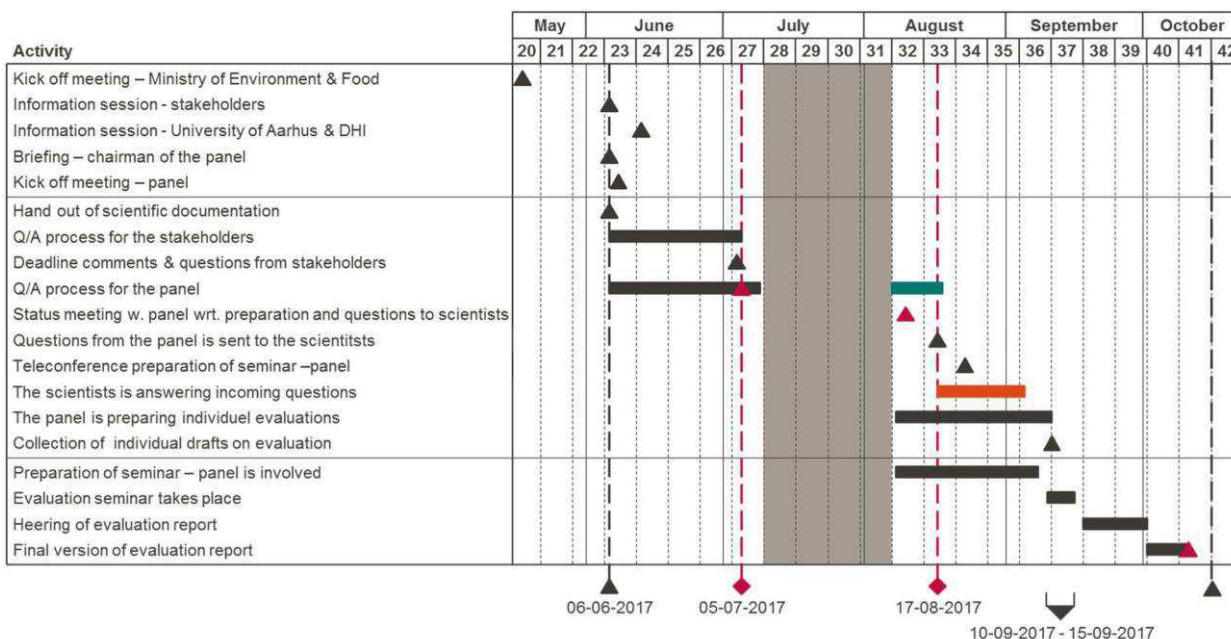 May June July August September October
Activity 20 21 22 23 24 25 26 27 28 29 30 31 32 33 34 35 36 37 38 39 40 41 42
Kick off meeting – Ministry of Environment & Food
Information session - stakeholders
Information session - University of Aarhus & DHI
Briefing – chairman of the panel
Kick off meeting – panel
Hand out of scientific documentation
Q/A process for the stakeholders
Deadline comments & questions from stakeholders
Q/A process for the panel
Status meeting w. panel wrt. preparation and questions to scientists
Questions from the panel is sent to the scientitsts
Teleconference preparation of seminar –panel
The scientists is answering incoming questions
The panel is preparing individuel evaluations
Collection of individual drafts on evaluation
Preparation of seminar – panel is involved
Evaluation seminar takes place
Heering of evaluation report
Final version of evaluation report
06-06-2017 05-07-2017 17-08-2017
10-09-2017 - 15-09-2017